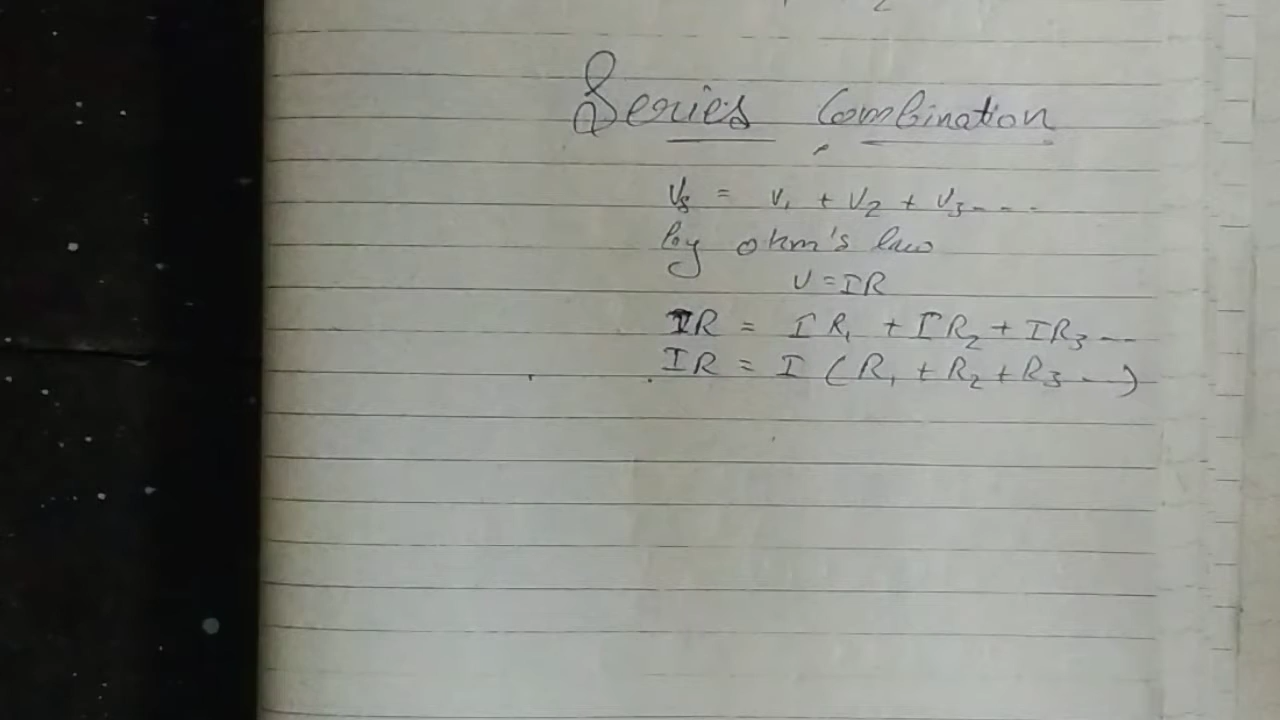 Series Combination
Vs = V1 + V2 + V3 ----
by ohm's law
V = IR
IR = IR1 + IR2 + IR3 ---
IR = I (R1 + R2 + R3 ---)